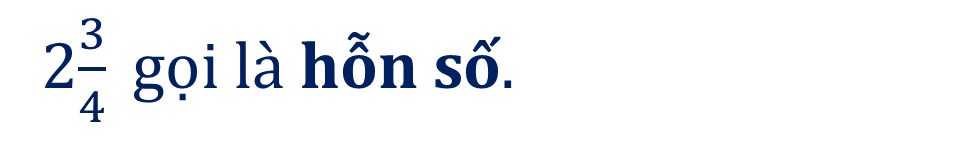 2 3/4 gọi là hỗn số.